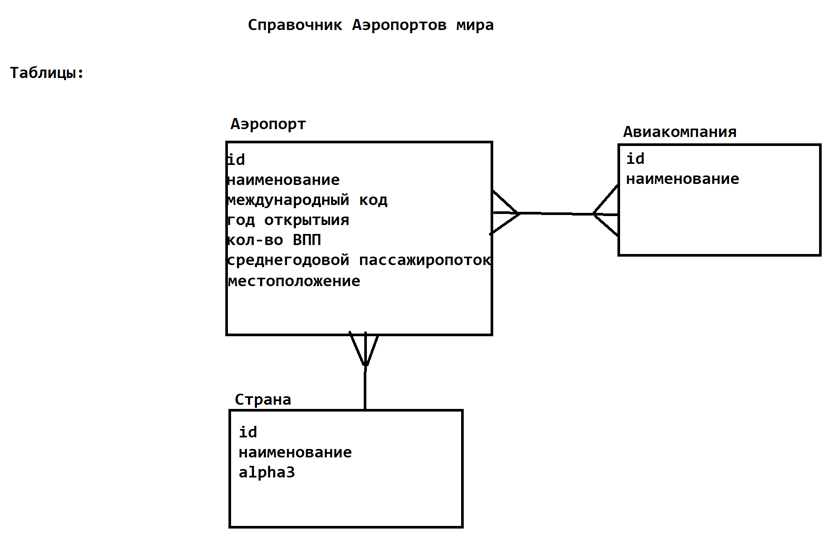 Справочник Аэропортов мира
Таблицы:
Аэропорт
id
наименование
международный код
год открытыия
кол-во ВПП
среднегодовой пассажиропоток
местоположение
Авиакомпания
id
наименование
Страна
id
наименование
alpha3